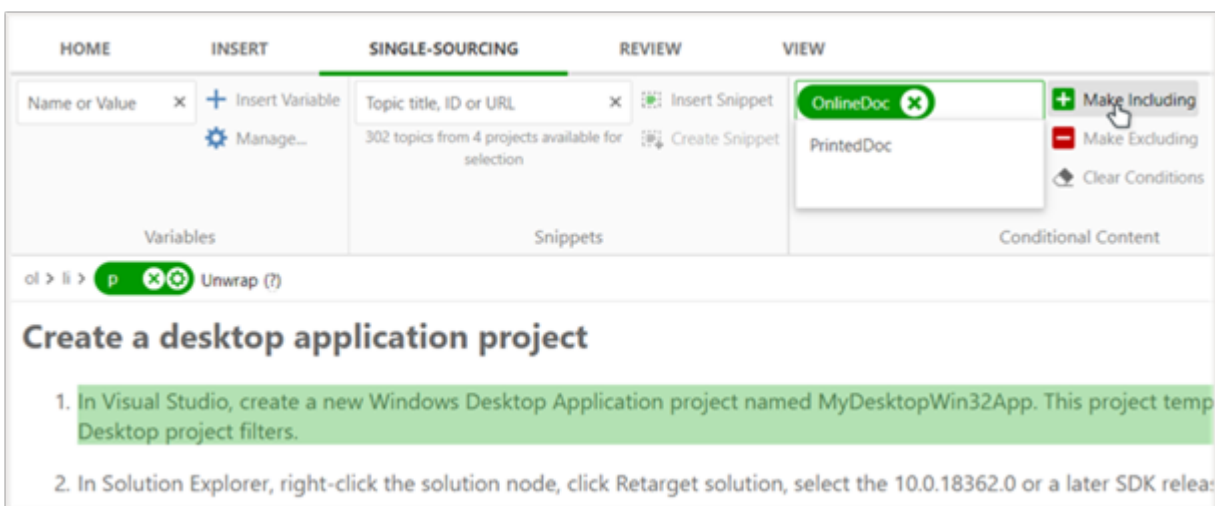 HOME INSERT SINGLE-SOURCING REVIEW VIEW
Name or Value Insert Variable Topic title, ID or URL Insert Snippet OnlineDoc Make Including
Manage... 302 topics from 4 projects available for Create Snippet PrintedDoc Make Excluding
selection
Clear Conditions
Variables Snippets Conditional Content
ol > li > p Unwrap (?)
Create a desktop application project
1. In Visual Studio, create a new Windows Desktop Application project named MyDesktopWin32App. This project temp
Desktop project filters.
2. In Solution Explorer, right-click the solution node, click Retarget solution, select the 10.0.18362.0 or a later SDK relea